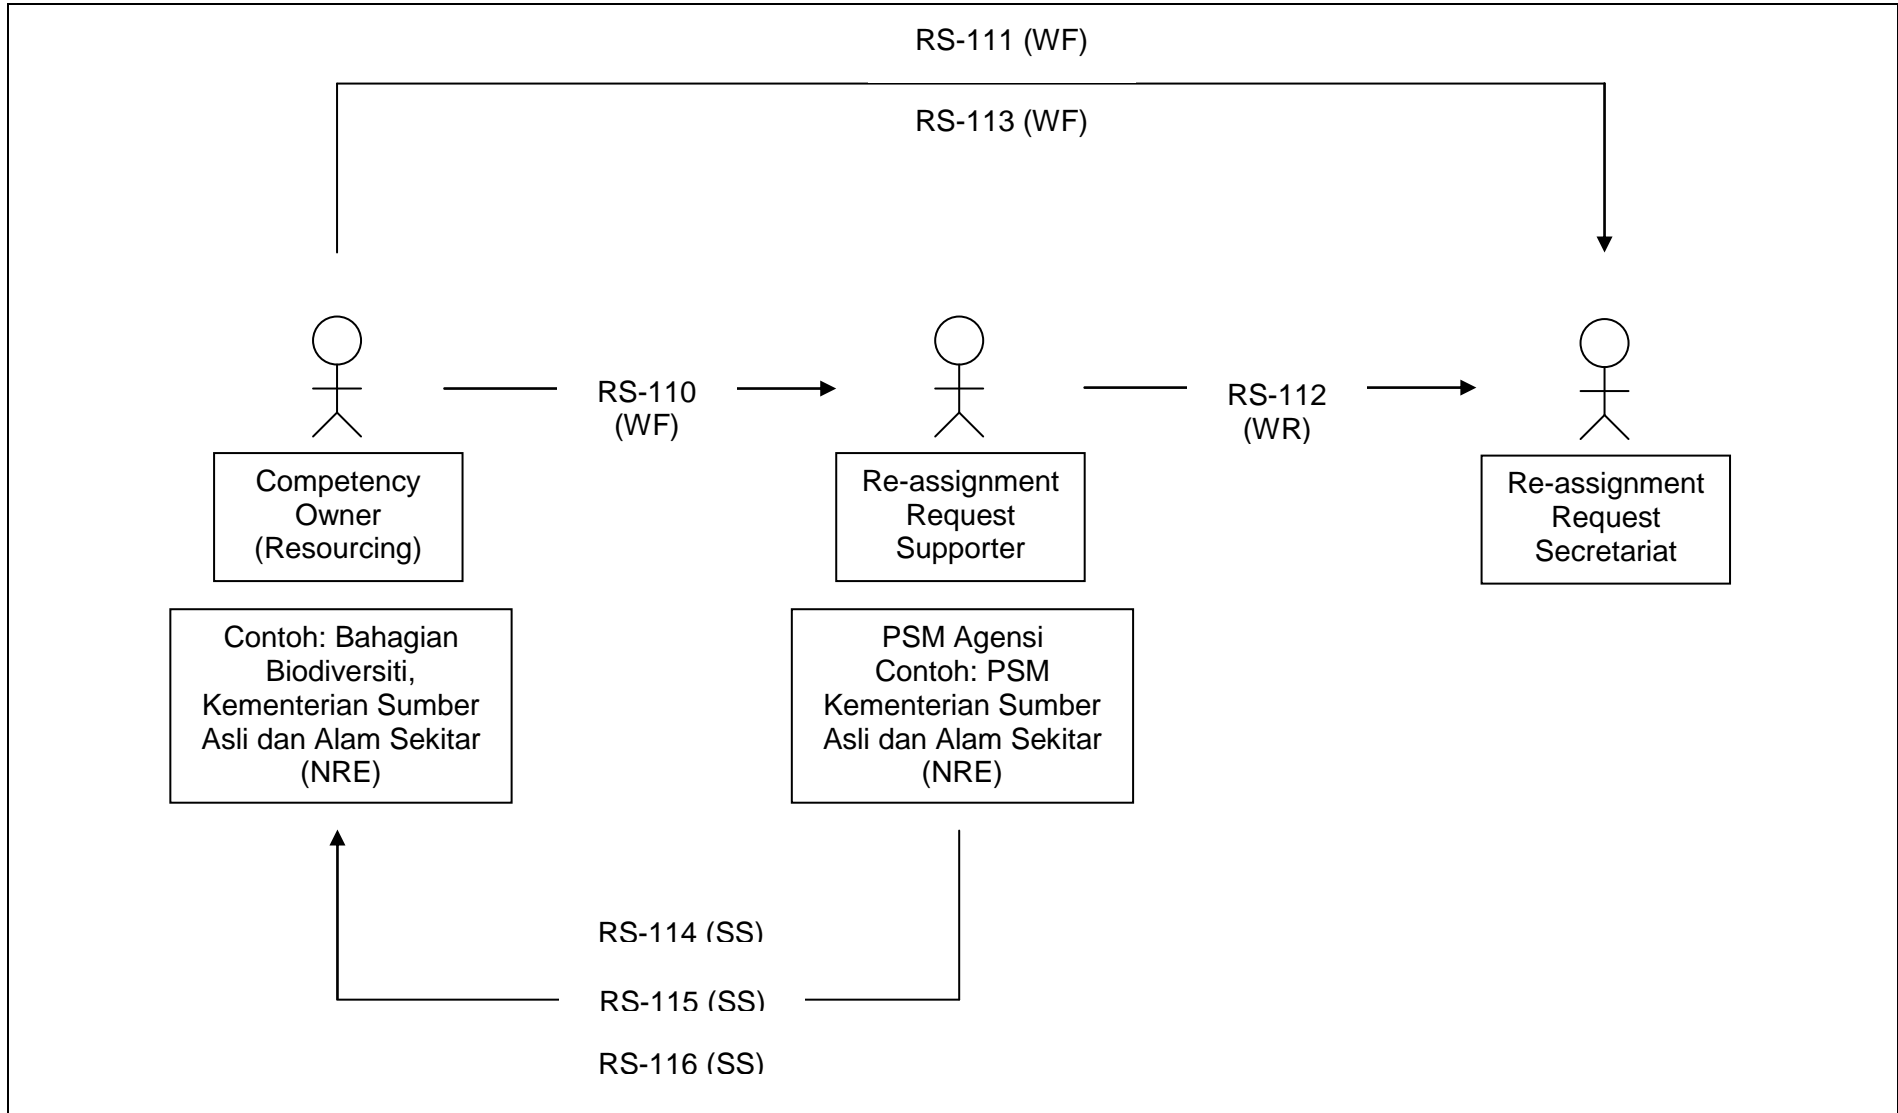 RS-111 (WF)
RS-113 (WF)
RS-110
(WF)
RS-112
(WR)
Competency
Owner
(Resourcing)
Re-assignment
Request
Supporter
Re-assignment
Request
Secretariat
Contoh: Bahagian
Biodiversiti,
Kementerian Sumber
Asli dan Alam Sekitar
(NRE)
PSM Agensi
Contoh: PSM
Kementerian Sumber
Asli dan Alam Sekitar
(NRE)
RS-114 (SS)
RS-115 (SS)
RS-116 (SS)